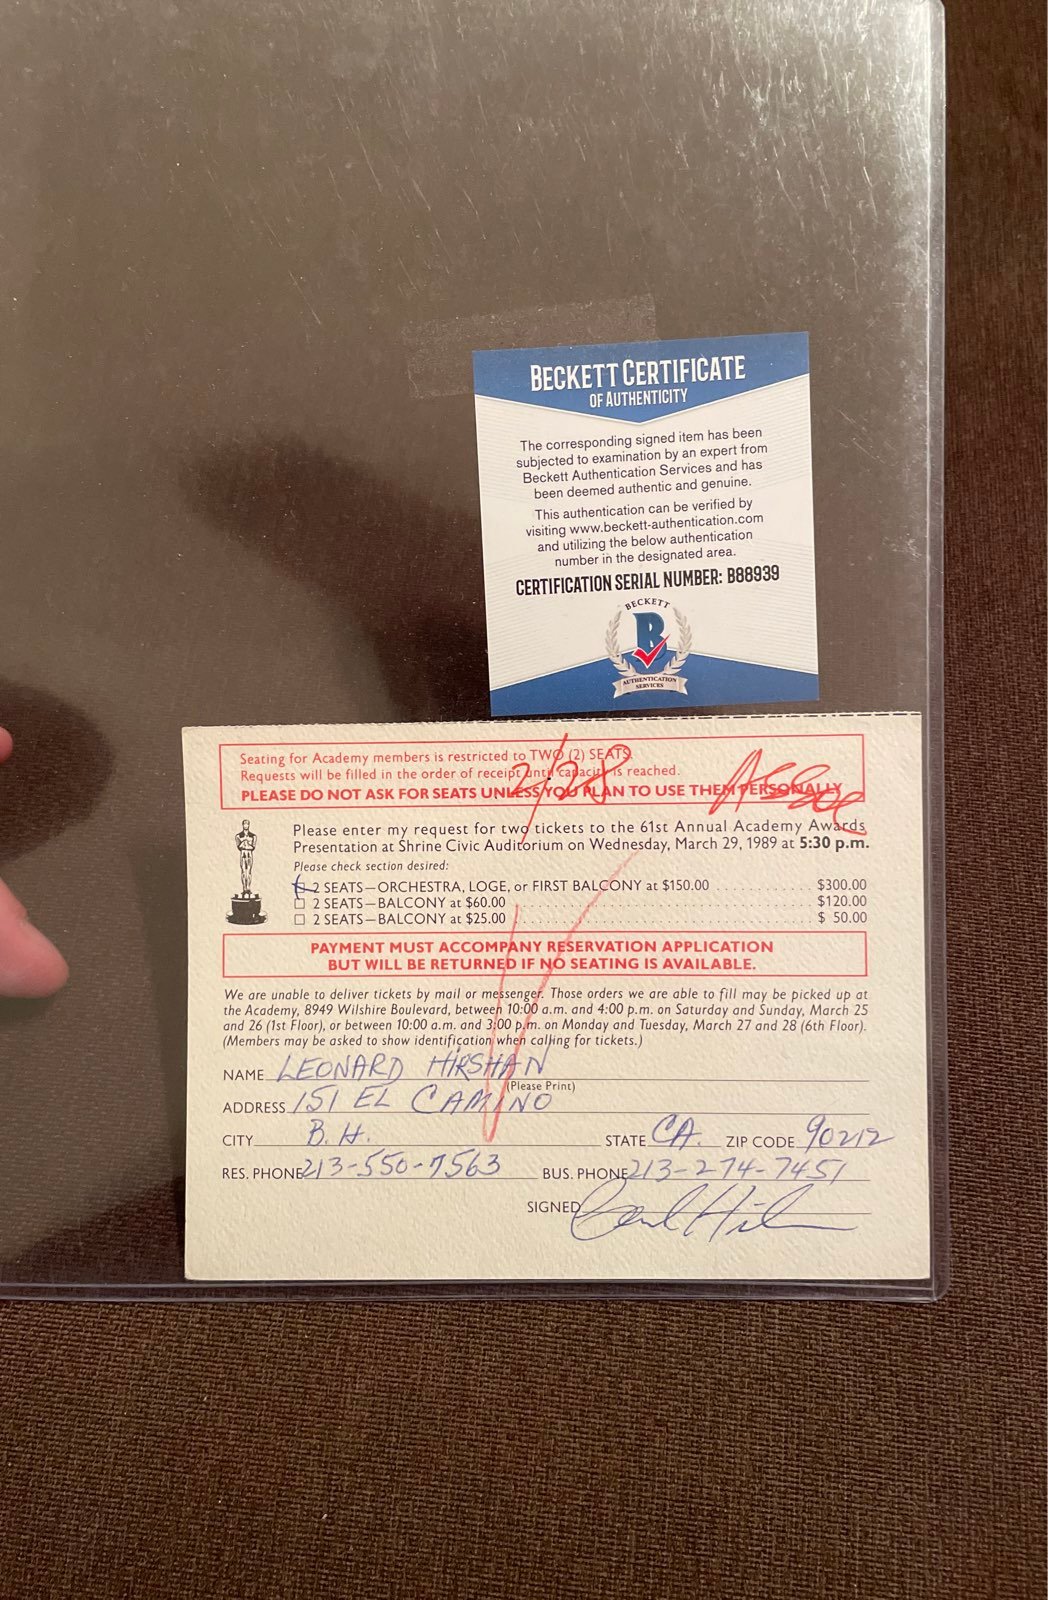 BECKETT CERTIFICATE
OF AUTHENTICITY
The corresponding signed item has been
subjected to examination by an expert from
Beckett Authentication Services and has
been deemed authentic and genuine.
This authentication can be verified by
visiting www.beckett-authentication.com
and utilizing the below authentication
number in the designated area.
CERTIFICATION SERIAL NUMBER: B88939
BECKETT
B
AUTHENTICATION
SERVICES
Seating for Academy members is restricted to TWO (2) SEATS.
Requests will be filled in the order of receipt until capacity is reached.
PLEASE DO NOT ASK FOR SEATS UNLESS YOU PLAN TO USE THEM PERSONALLY
2/28
Please enter my request for two tickets to the 61st Annual Academy Awards
Presentation at Shrine Civic Auditorium on Wednesday, March 29, 1989 at 5:30 p.m.
Please check section desired:
2 SEATS—ORCHESTRA, LOGE, or FIRST BALCONY at $150.00 ............ $300.00
2 SEATS—BALCONY at $60.00 ............ $120.00
2 SEATS—BALCONY at $25.00 ............ $ 50.00
PAYMENT MUST ACCOMPANY RESERVATION APPLICATION
BUT WILL BE RETURNED IF NO SEATING IS AVAILABLE.
We are unable to deliver tickets by mail or messenger. Those orders we are able to fill may be picked up at
the Academy, 8949 Wilshire Boulevard, between 10:00 a.m. and 4:00 p.m. on Saturday and Sunday, March 25
and 26 (1st Floor), or between 10:00 a.m. and 3:00 p.m. on Monday and Tuesday, March 27 and 28 (6th Floor).
(Members may be asked to show identification when calling for tickets.)
NAME LEONARD HIRSHAN
(Please Print)
ADDRESS 151 EL CAMINO
CITY B.H. STATE CA. ZIP CODE 90212
RES. PHONE 213-550-7563 BUS. PHONE 213-274-7451
SIGNED